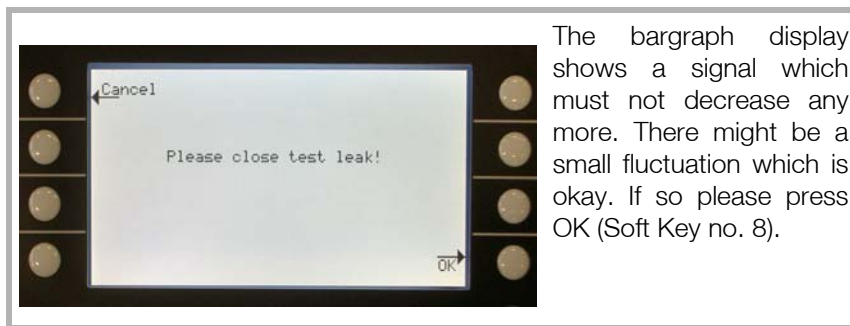 Cancel
Please close test leak!
OK
The bargraph display
shows a signal which
must not decrease any
more. There might be a
small fluctuation which is
okay. If so please press
OK (Soft Key no. 8).